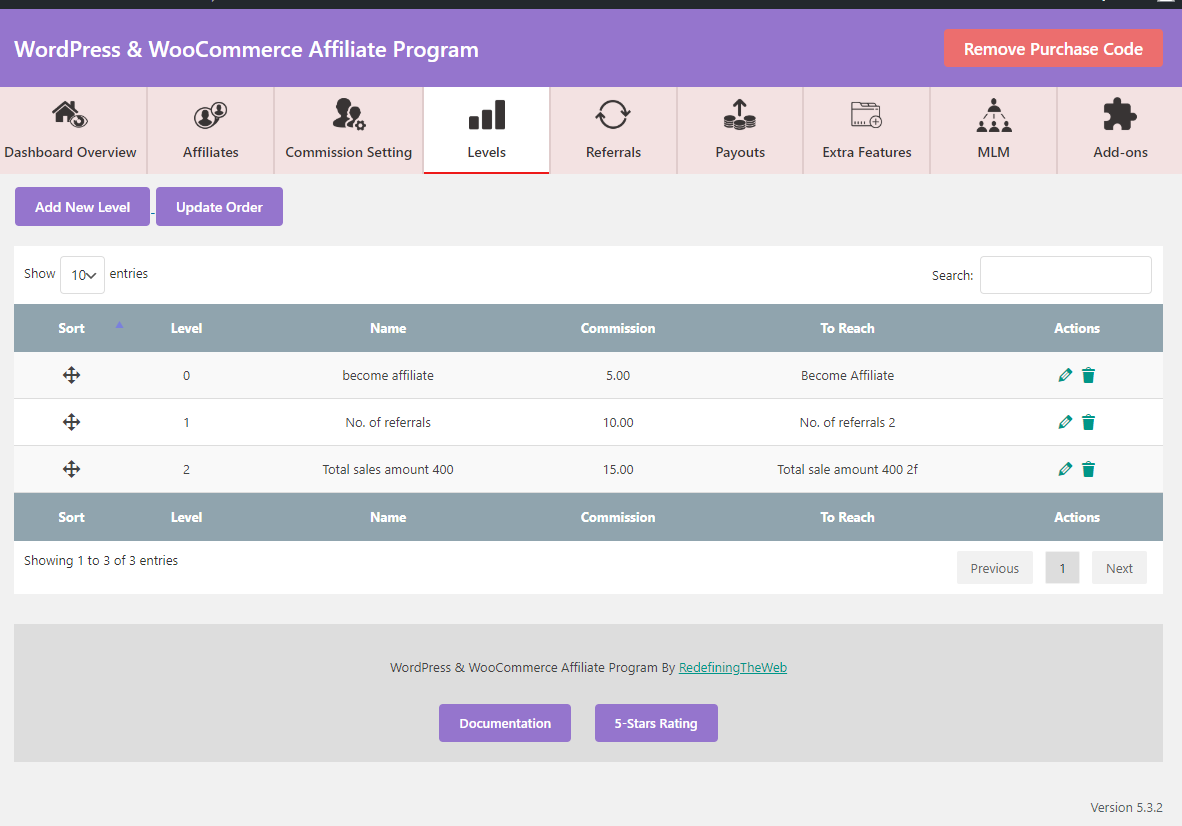 WordPress & WooCommerce Affiliate Program
Remove Purchase Code
Dashboard Overview
Affiliates
Commission Setting
Levels
Referrals
Payouts
Extra Features
MLM
Add-ons
Add New Level
Update Order
Show 10 entries
Search:
Sort Level Name Commission To Reach Actions
0 become affiliate 5.00 Become Affiliate
1 No. of referrals 10.00 No. of referrals 2
2 Total sales amount 400 15.00 Total sale amount 400 2f
Sort Level Name Commission To Reach Actions
Showing 1 to 3 of 3 entries
Previous 1 Next
WordPress & WooCommerce Affiliate Program By RedefiningTheWeb
Documentation
5-Stars Rating
Version 5.3.2